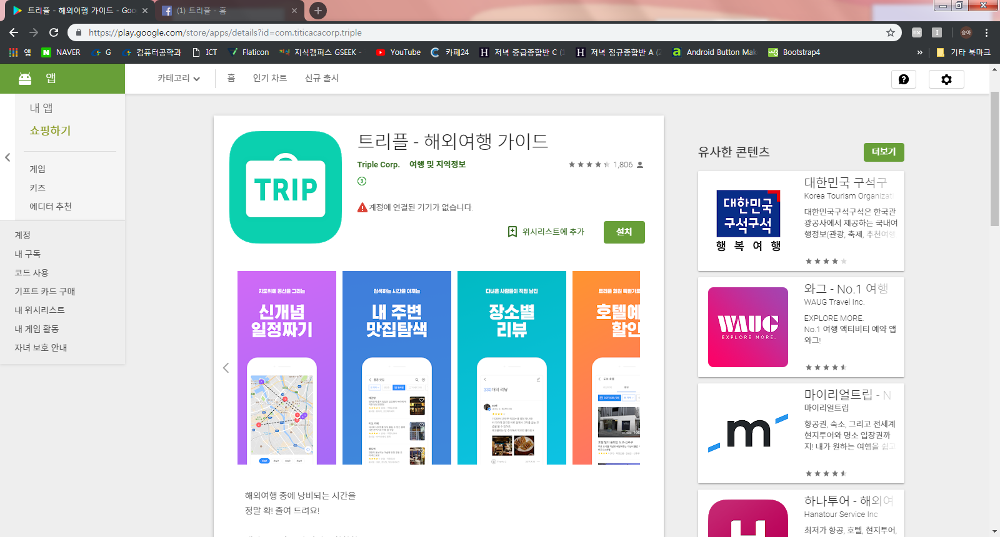 트리플 - 해외여행 가이드 - Goo
(1) 트리플 - 홈
https://play.google.com/store/apps/details?id=com.titicacacorp.triple
승아
앱
NAVER
G
컴퓨터공학과
ICT
Flaticon
지식캠퍼스 GSEEK -
YouTube
카페24
저녁 중급종합반 C (1
저녁 정규종합반 A (2
Android Button Mak
Bootstrap4
»
기타 북마크
앱
카테고리
홈
인기 차트
신규 출시
내 앱
쇼핑하기
게임
키즈
에디터 추천
계정
내 구독
코드 사용
기프트 카드 구매
내 위시리스트
내 게임 활동
자녀 보호 안내
TRIP
트리플 - 해외여행 가이드
Triple Corp. 여행 및 지역정보
1,806
3
계정에 연결된 기기가 없습니다.
위시리스트에 추가
설치
지도위에 동선를 그리는
신개념
일정짜기
검색하는 시간을 아끼는
내 주변
맛집탐색
다녀온 사람들이 직접 남긴
장소별
리뷰
330개의 리뷰
트리플 회원 특별가로
호텔예
할인
해외여행 중에 낭비되는 시간을
정말 확! 줄여 드려요!
유사한 콘텐츠
더보기
대한민국
구석구석
행복여행
대한민국 구석구
Korea Tourism Organizati
대한민국구석구석은 한국관
광공사에서 제공하는 국내여
행정보(관광, 축제, 추천여행
WAUG
EXPLORE MORE.
와그 - No.1 여행
WAUG Travel Inc.
EXPLORE MORE.
No.1 여행 액티비티 예약 앱
와그!
m
마이리얼트립 - N
마이리얼트립
항공권, 숙소, 그리고 전세계
현지투어와 명소 입장권까
지! 내가 원하는 여행을 쉽고
H
하나투어 - 해외여
Hanatour Service Inc
최저가 항공, 호텔, 현지투어,